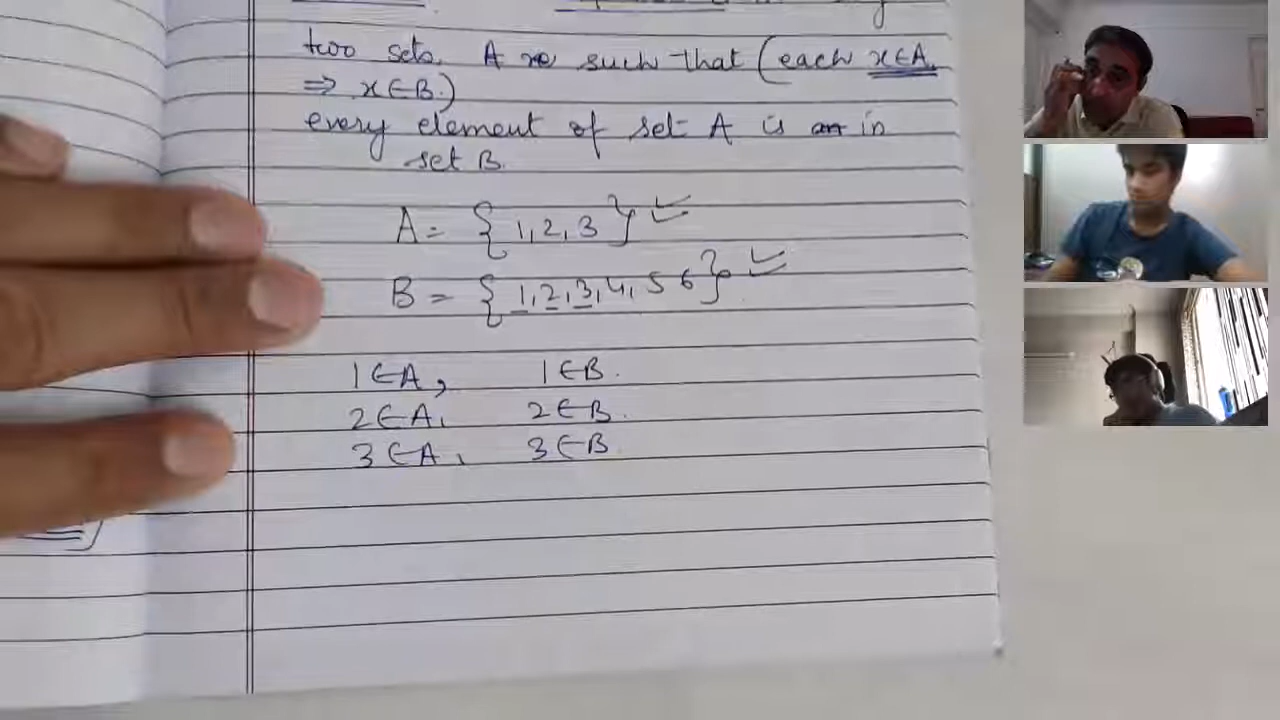 two sets. A such that (each x∈A
⇒ x∈B.)
every element of set A is an in
set B.
A = {1, 2, 3}
B = {1, 2, 3, 4, 5 6}
1∈A, 1∈B.
2∈A, 2∈B.
3∈A, 3∈B.